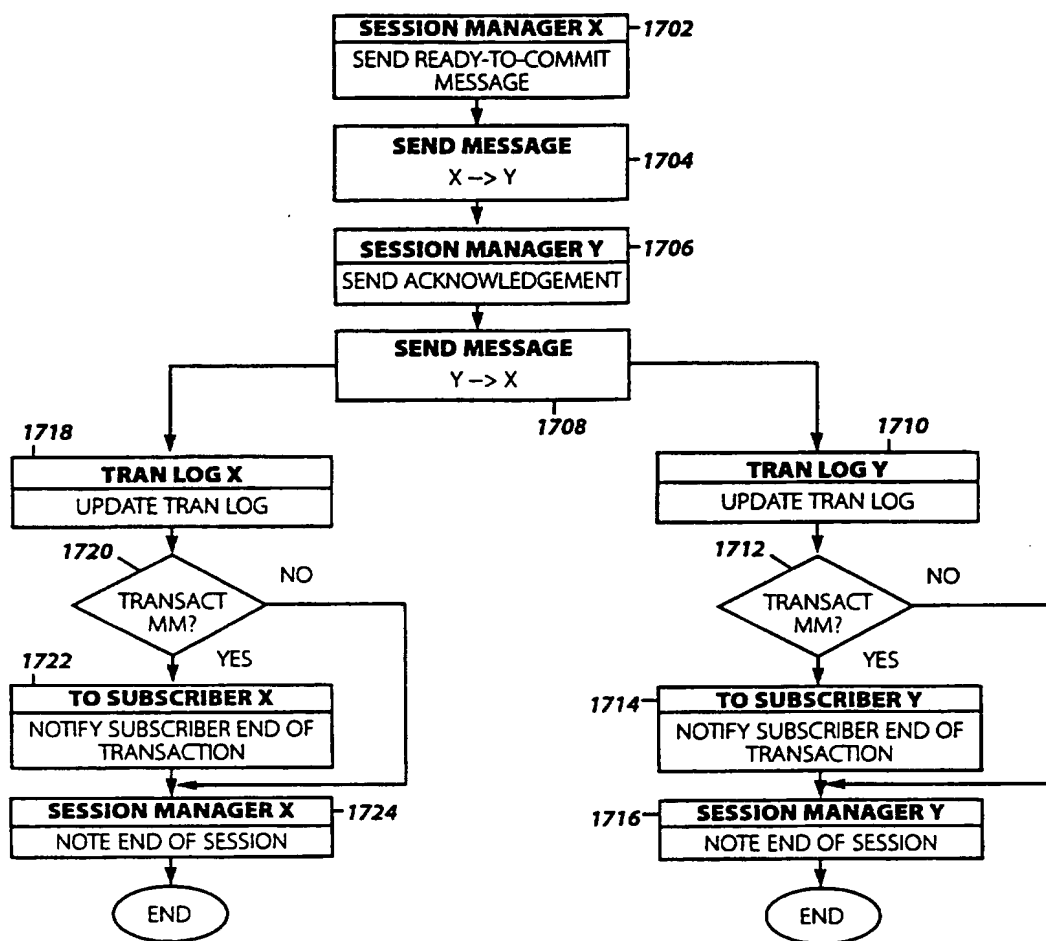 SESSION MANAGER X
1702
SEND READY-TO-COMMIT
MESSAGE
SEND MESSAGE
1704
X —> Y
SESSION MANAGER Y
1706
SEND ACKNOWLEDGEMENT
SEND MESSAGE
Y —> X
1708
1718
TRAN LOG X
UPDATE TRAN LOG
1720
NO
TRANSACT
MM?
YES
1722
TO SUBSCRIBER X
NOTIFY SUBSCRIBER END OF
TRANSACTION
SESSION MANAGER X
1724
NOTE END OF SESSION
END
1710
TRAN LOG Y
UPDATE TRAN LOG
1712
NO
TRANSACT
MM?
YES
TO SUBSCRIBER Y
1714
NOTIFY SUBSCRIBER END OF
TRANSACTION
SESSION MANAGER Y
1716
NOTE END OF SESSION
END